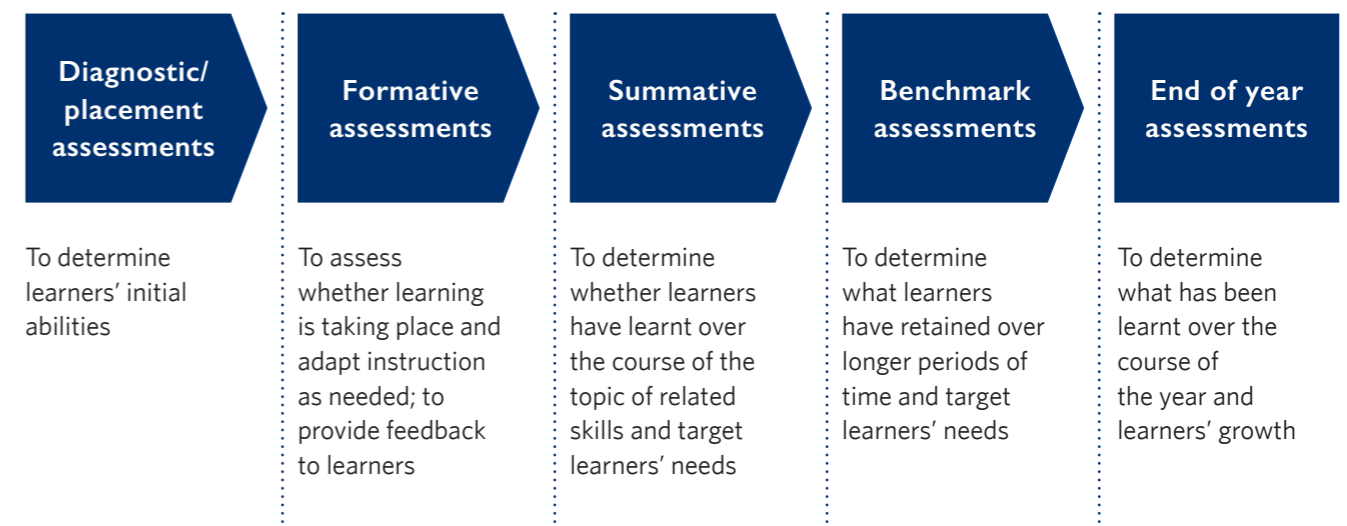 Diagnostic/
placement
assessments
To determine
learners’ initial
abilities
Formative
assessments
To assess
whether learning
is taking place and
adapt instruction
as needed; to
provide feedback
to learners
Summative
assessments
To determine
whether learners
have learnt over
the course of the
topic of related
skills and target
learners’ needs
Benchmark
assessments
To determine
what learners
have retained over
longer periods of
time and target
learners’ needs
End of year
assessments
To determine
what has been
learnt over the
course of
the year and
learners’ growth